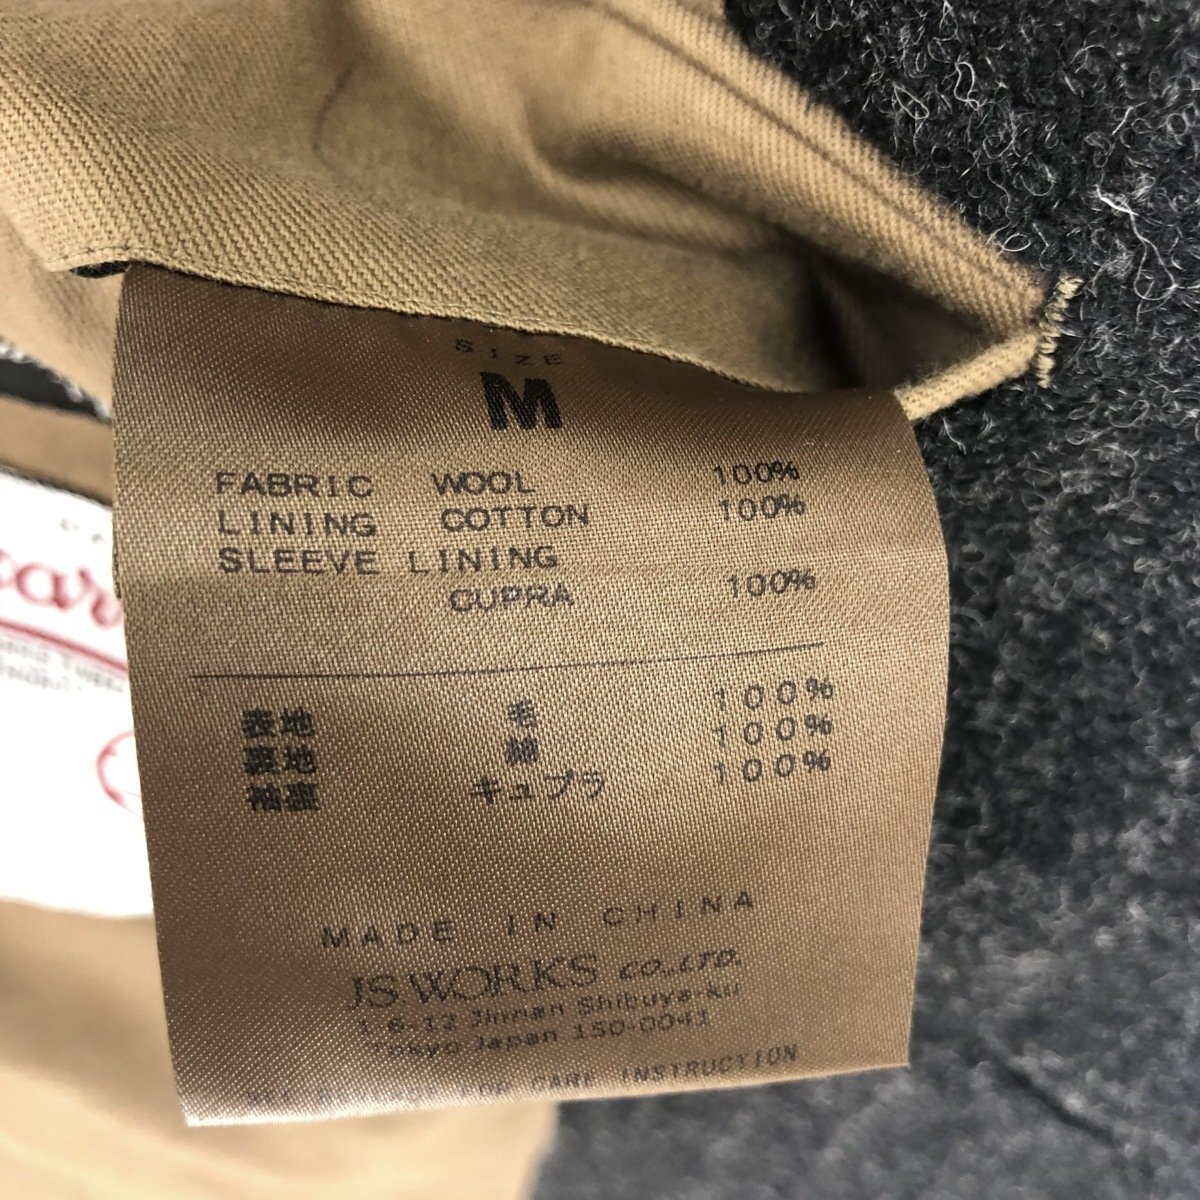 SIZE
M
FABRIC WOOL 100%
LINING COTTON 100%
SLEEVE LINING
CUPRA 100%
表地 毛 100%
裏地 綿 100%
袖裏 キュプラ 100%
MADE IN CHINA
JS WORKS CO.,LTD.
1-6-12 Jinnan Shibuya-ku
Tokyo Japan 150-0041
FOR CARE INSTRUCTION